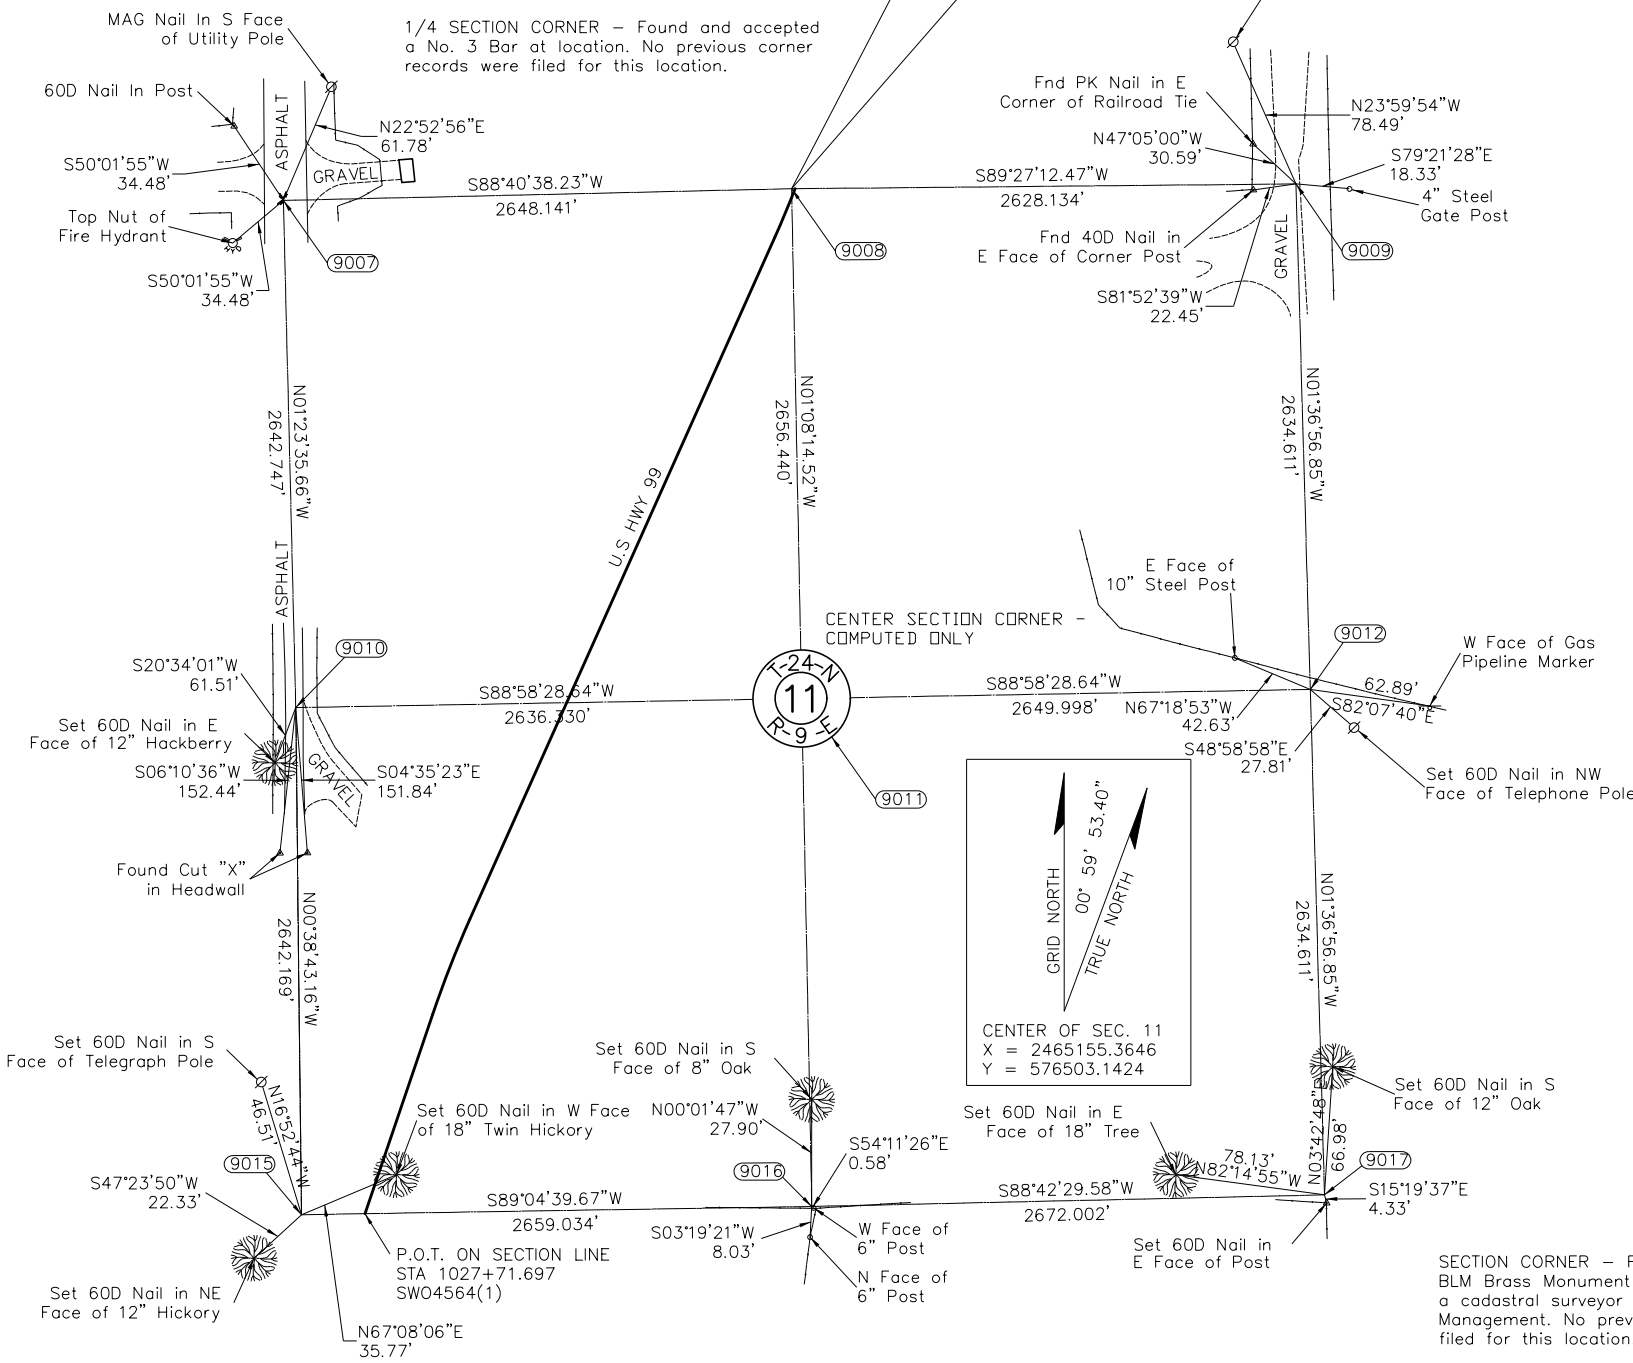 MAG Nail In S Face
of Utility Pole
1/4 SECTION CORNER – Found and accepted
a No. 3 Bar at location. No previous corner
records were filed for this location.
60D Nail In Post
ASPHALT
N22°52'56"E
61.78'
S50°01'55"W
34.48'
GRAVEL
Top Nut of
Fire Hydrant
S50°01'55"W
34.48'
9007
S88°40'38.23"W
2648.141'
9008
S89°27'12.47"W
2628.134'
Fnd PK Nail in E
Corner of Railroad Tie
N47°05'00"W
30.59'
N23°59'54"W
78.49'
S79°21'28"E
18.33'
4" Steel
Gate Post
Fnd 40D Nail in
E Face of Corner Post
GRAVEL
9009
S81°52'39"W
22.45'
N01°23'35.66"W
2642.747'
N01°08'14.52"W
2656.440'
N01°36'56.85"W
2634.611'
U.S HWY 99
ASPHALT
E Face of
10" Steel Post
CENTER SECTION CORNER –
COMPUTED ONLY
9010
9012
W Face of Gas
Pipeline Marker
S20°34'01"W
61.51'
S88°58'28.64"W
2636.330'
T-24-N
11
R-9-E
S88°58'28.64"W
2649.998'
N67°18'53"W
42.63'
62.89'
S82°07'40"E
Set 60D Nail in E
Face of 12" Hackberry
S06°10'36"W
152.44'
GRAVEL
S04°35'23"E
151.84'
9011
S48°58'58"E
27.81'
Set 60D Nail in NW
Face of Telephone Pole
Found Cut "X"
in Headwall
GRID NORTH
00° 59' 53.40"
TRUE NORTH
CENTER OF SEC. 11
X = 2465155.3646
Y = 576503.1424
N00°38'43.16"W
2642.169'
N01°36'56.85"W
2634.611'
Set 60D Nail in S
Face of Telegraph Pole
N16°52'44"W
46.51'
Set 60D Nail in S
Face of 8" Oak
Set 60D Nail in W Face
of 18" Twin Hickory
N00°01'47"W
27.90'
Set 60D Nail in E
Face of 18" Tree
Set 60D Nail in S
Face of 12" Oak
N03°42'48"E
66.98'
9015
S47°23'50"W
22.33'
S89°04'39.67"W
2659.034'
9016
S54°11'26"E
0.58'
S88°42'29.58"W
2672.002'
78.13'
N82°14'55"W
9017
S15°19'37"E
4.33'
S03°19'21"W
8.03'
W Face of
6" Post
N Face of
6" Post
P.O.T. ON SECTION LINE
STA 1027+71.697
SWO4564(1)
Set 60D Nail in NE
Face of 12" Hickory
N67°08'06"E
35.77'
Set 60D Nail in
E Face of Post
SECTION CORNER – F
BLM Brass Monument
a cadastral surveyor
Management. No prev
filed for this location